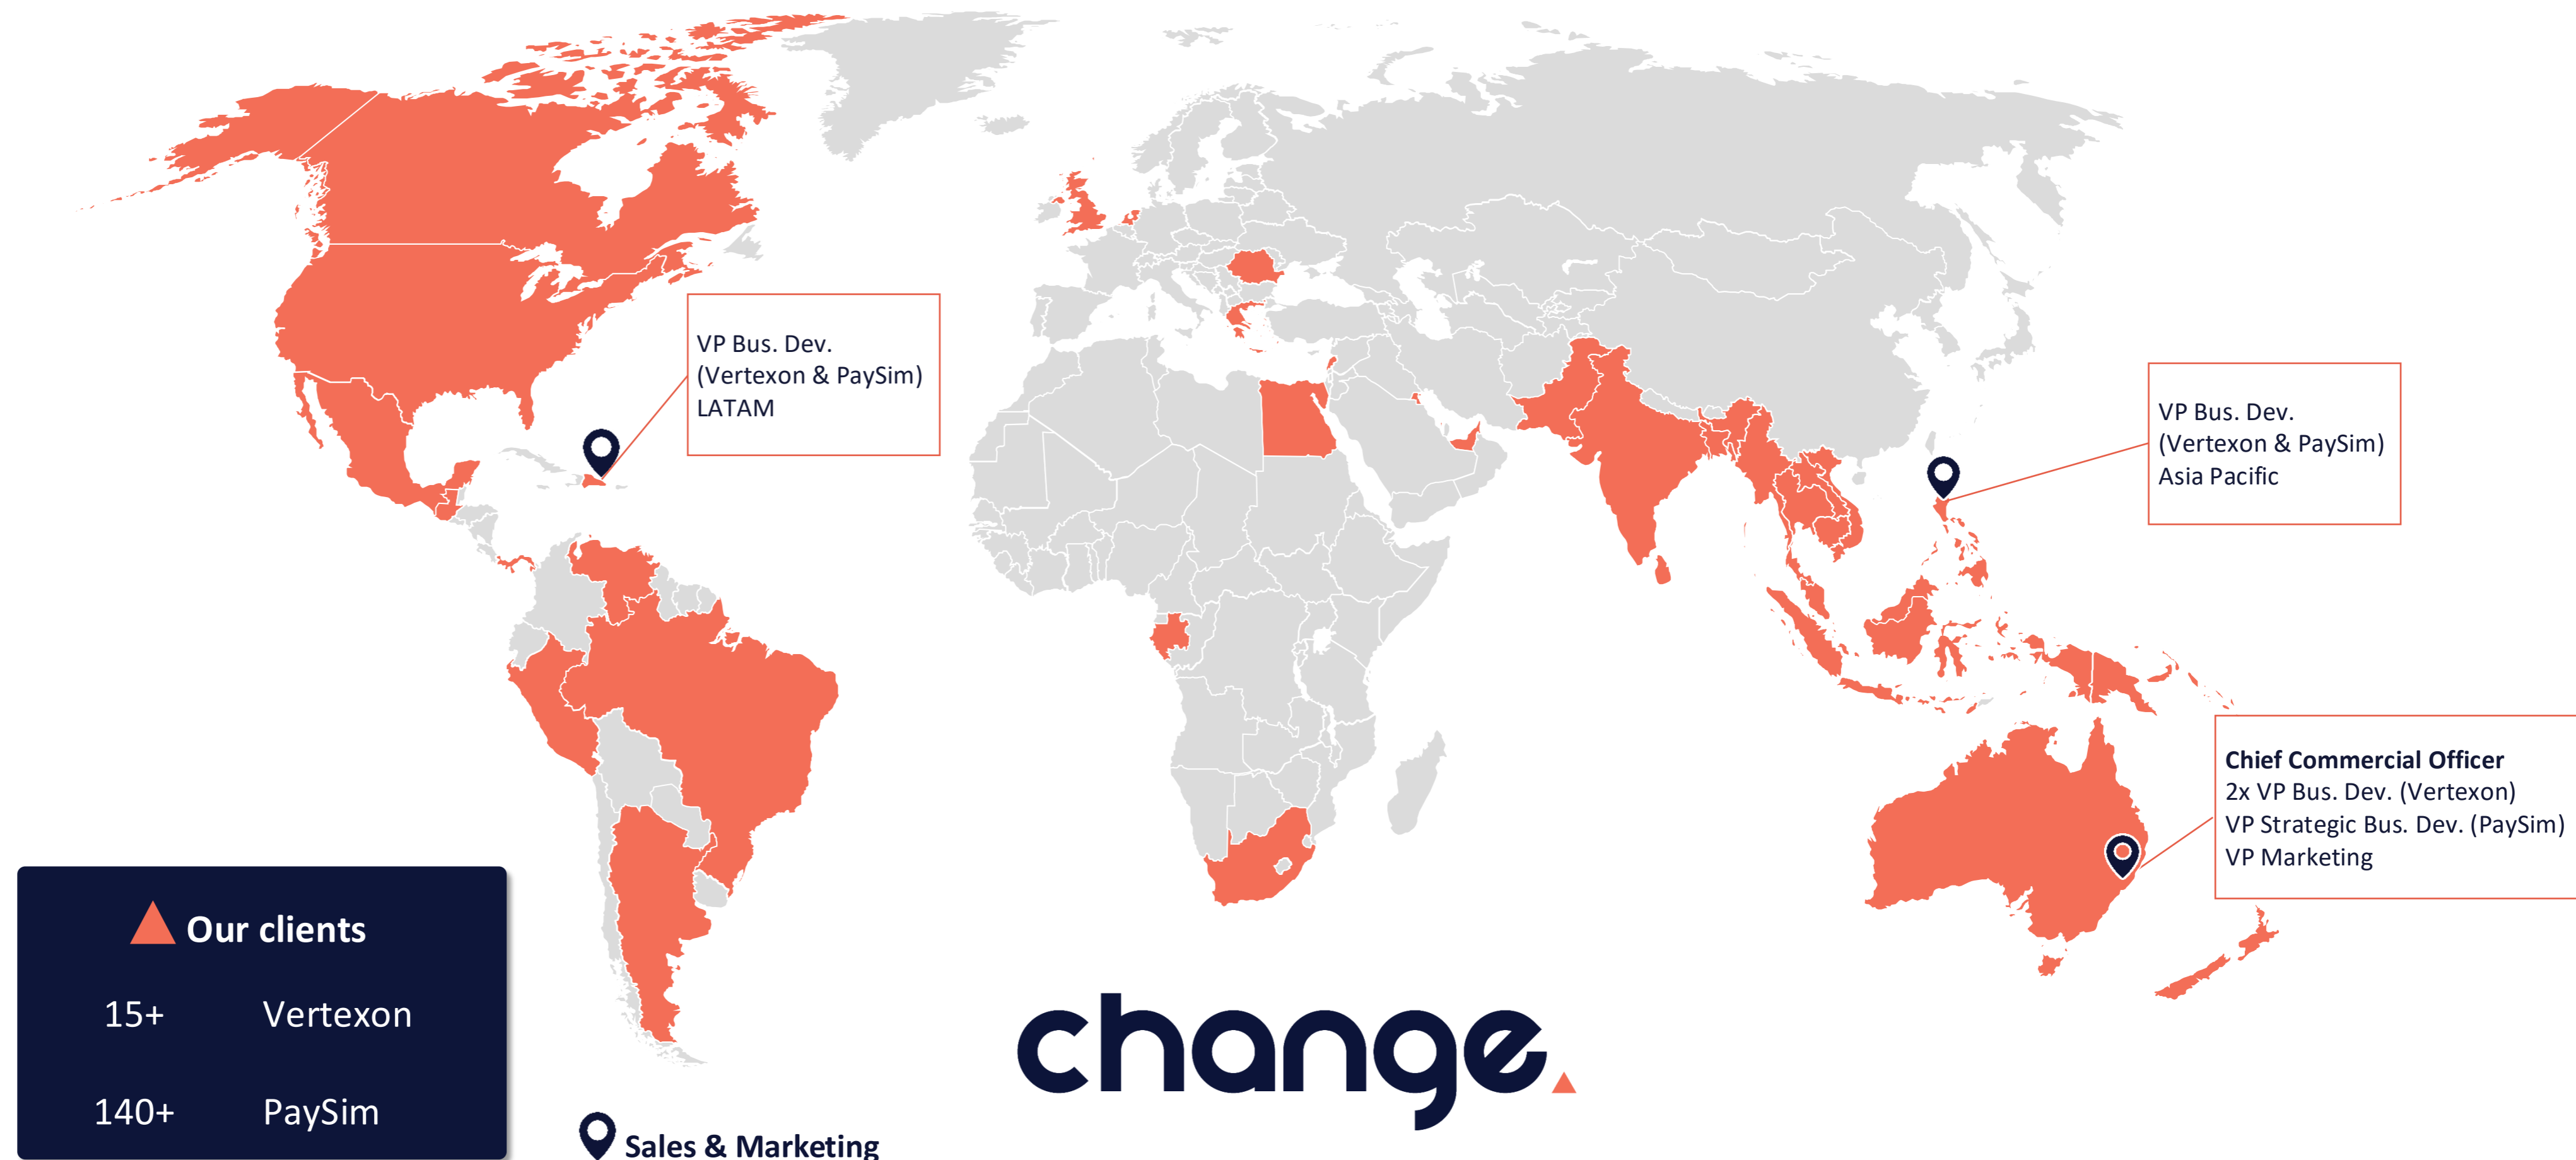 VP Bus. Dev.
(Vertexon & PaySim)
LATAM
VP Bus. Dev.
(Vertexon & PaySim)
Asia Pacific
Chief Commercial Officer
2x VP Bus. Dev. (Vertexon)
VP Strategic Bus. Dev. (PaySim)
VP Marketing
Our clients
15+ Vertexon
140+ PaySim
change
Sales & Marketing